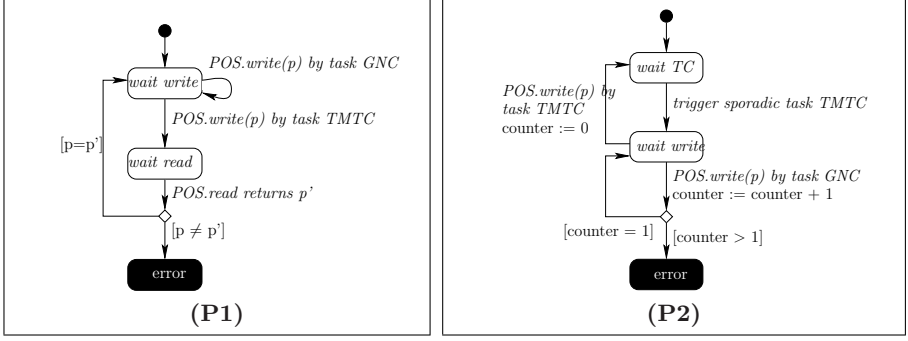 POS.write(p) by task GNC
wait write
POS.write(p) by task TMTC
[p=p']
wait read
POS.read returns p'
[p ≠ p']
error
(P1)
wait TC
POS.write(p) by
task TMTC
counter := 0
trigger sporadic task TMTC
wait write
POS.write(p) by task GNC
counter := counter + 1
[counter = 1]
[counter > 1]
error
(P2)